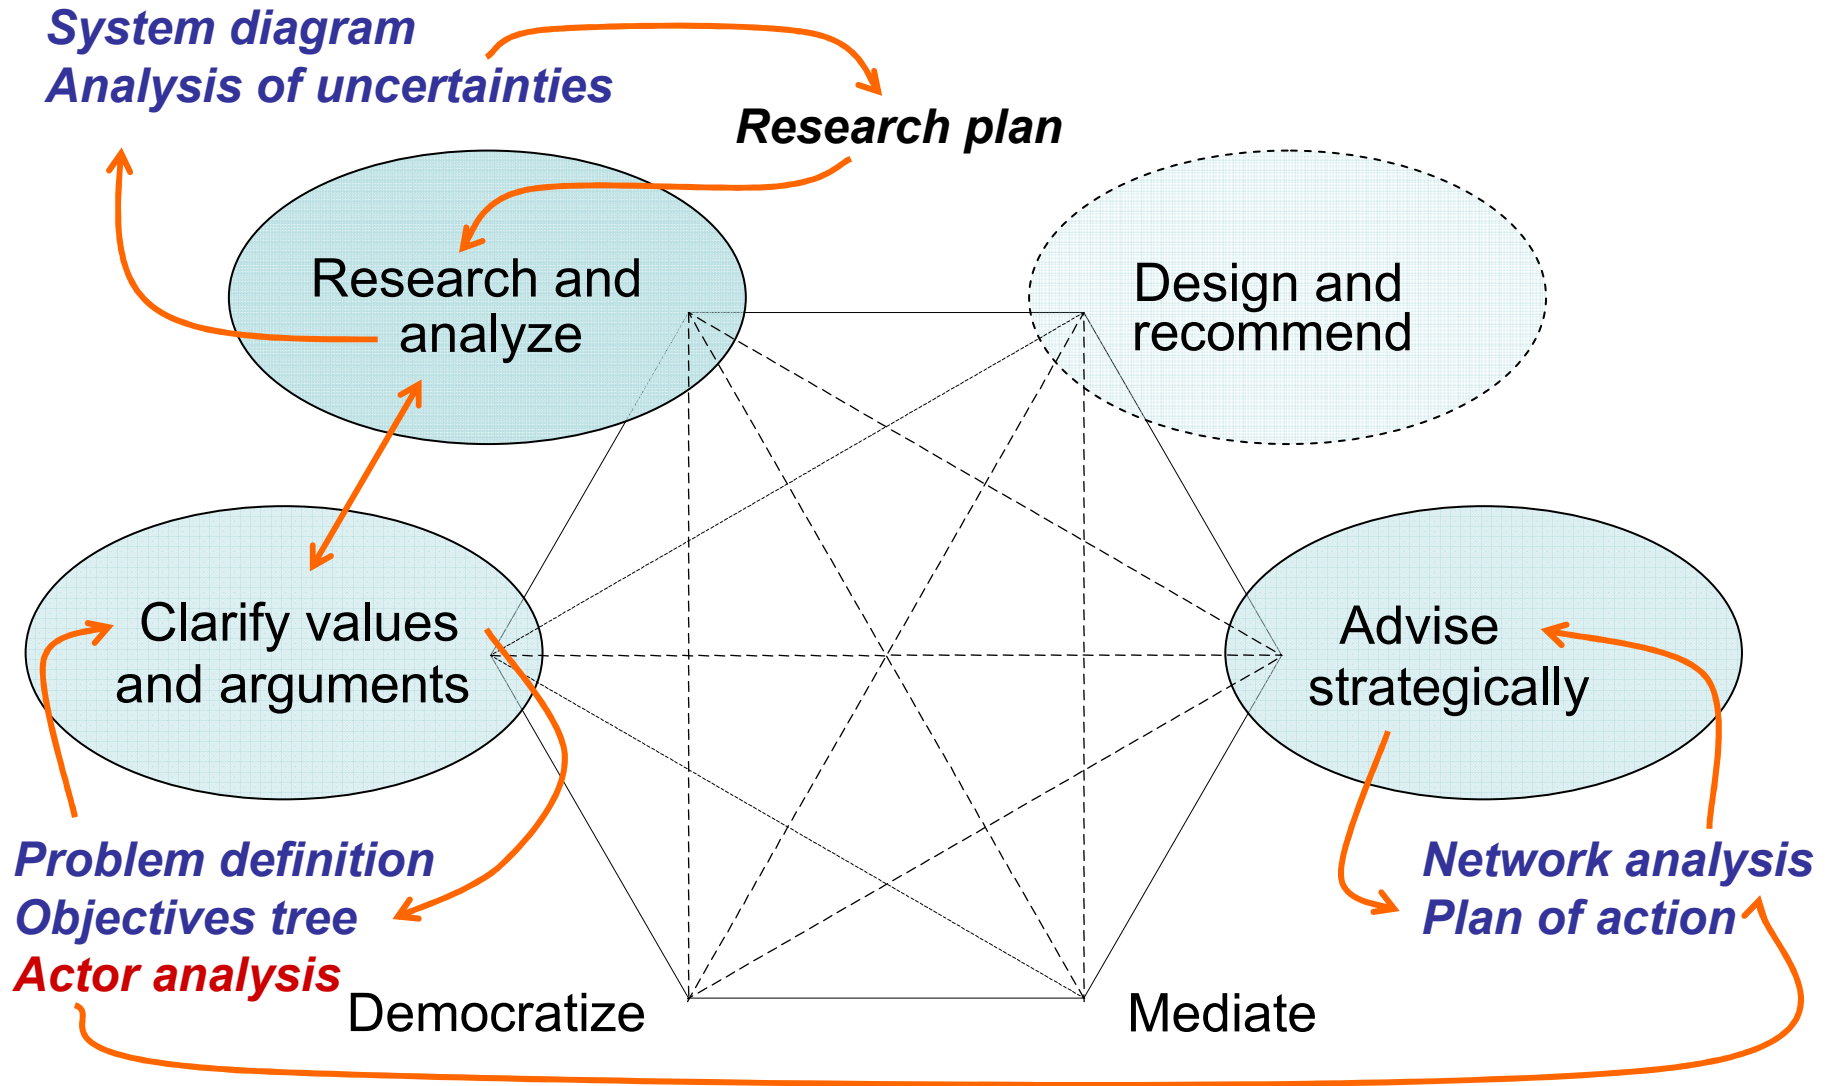 System diagram
Analysis of uncertainties
Research plan
Research and
analyze
Design and
recommend
Clarify values
and arguments
Advise
strategically
Problem definition
Objectives tree
Actor analysis
Network analysis
Plan of action
Democratize
Mediate